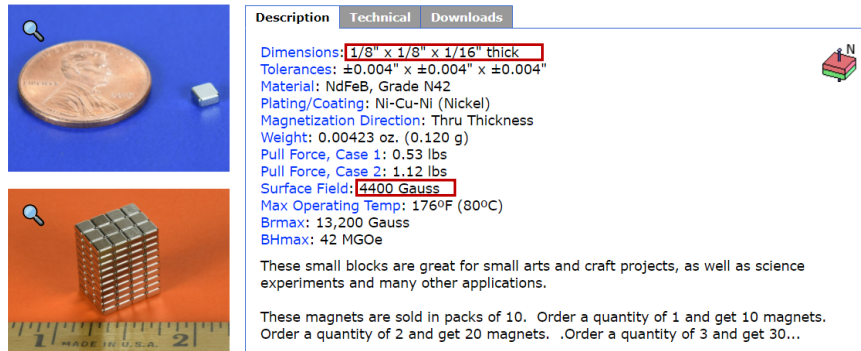 Description Technical Downloads
Dimensions: 1/8" x 1/8" x 1/16" thick
Tolerances: ±0.004" x ±0.004" x ±0.004"
Material: NdFeB, Grade N42
Plating/Coating: Ni-Cu-Ni (Nickel)
Magnetization Direction: Thru Thickness
Weight: 0.00423 oz. (0.120 g)
Pull Force, Case 1: 0.53 lbs
Pull Force, Case 2: 1.12 lbs
Surface Field: 4400 Gauss
Max Operating Temp: 176ºF (80ºC)
Brmax: 13,200 Gauss
BHmax: 42 MGOe
N
These small blocks are great for small arts and craft projects, as well as science
experiments and many other applications.
These magnets are sold in packs of 10.  Order a quantity of 1 and get 10 magnets.
Order a quantity of 2 and get 20 magnets.  .Order a quantity of 3 and get 30...
1 MADE IN U.S.A. 2